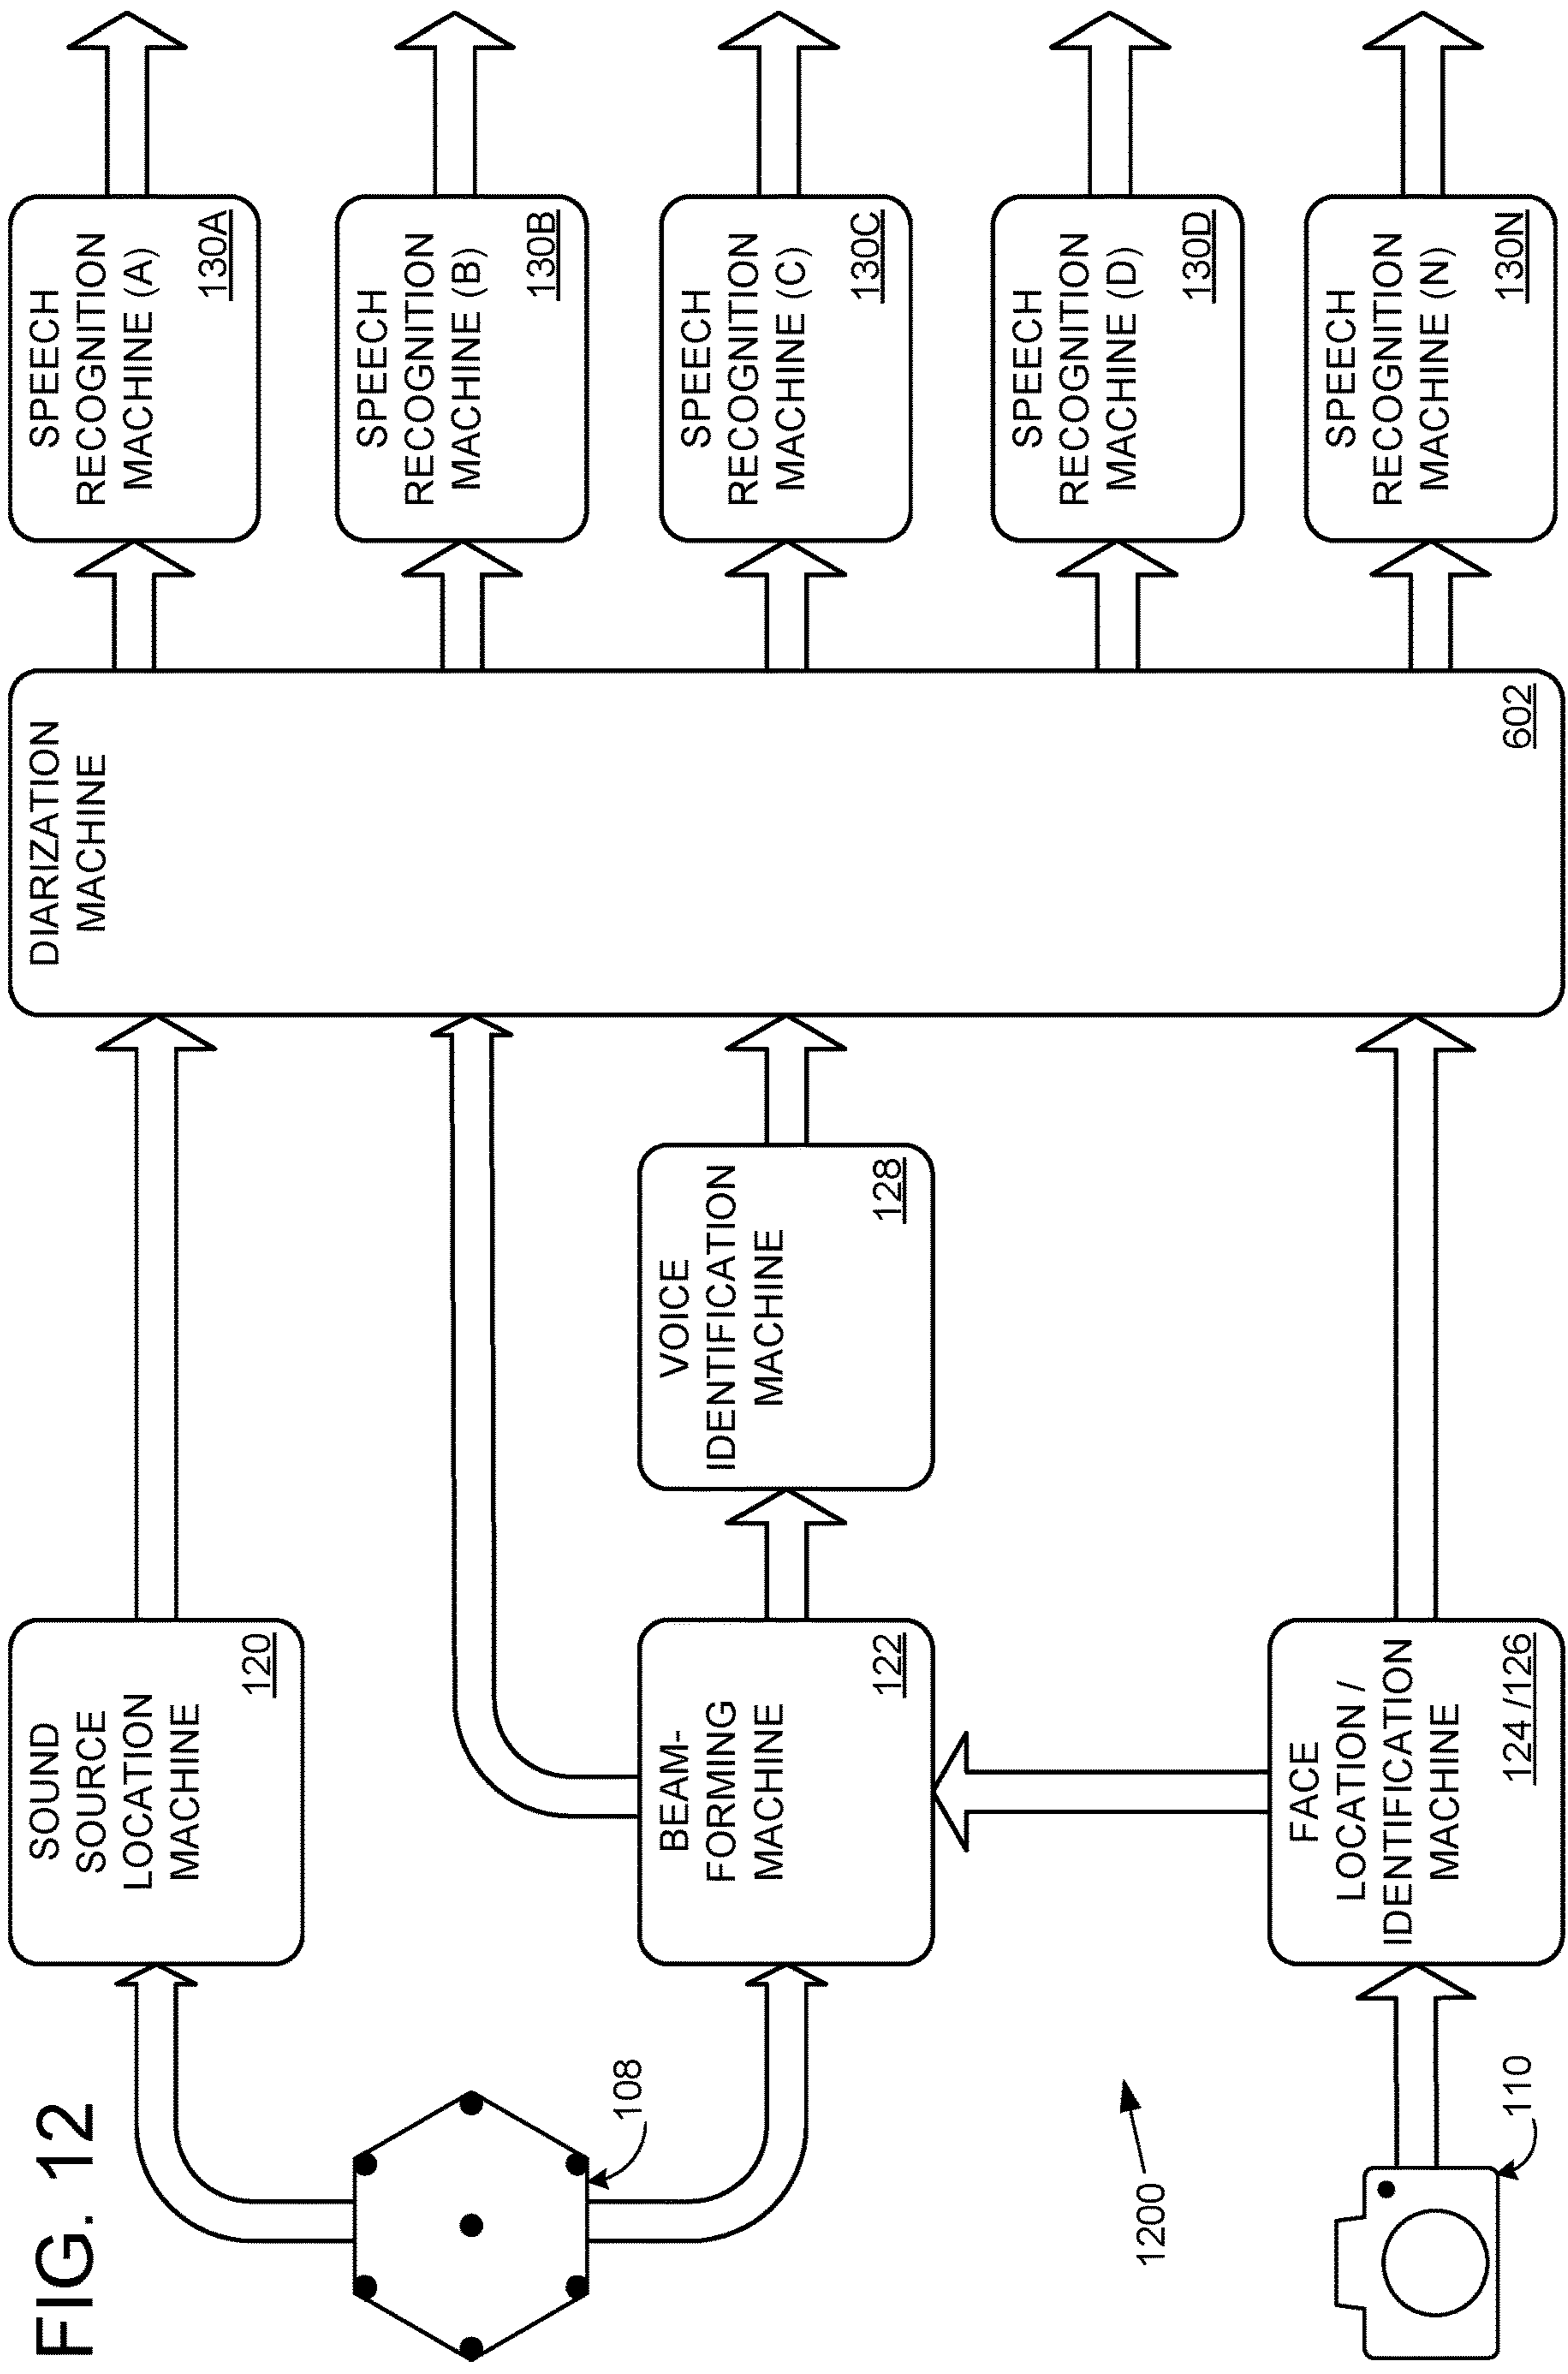 FIG. 12
108
110
1200
SOUND
SOURCE
LOCATION
MACHINE
120
BEAM-
FORMING
MACHINE
122
FACE
LOCATION /
IDENTIFICATION
MACHINE
124 /126
VOICE
IDENTIFICATION
MACHINE
128
DIARIZATION
MACHINE
602
SPEECH
RECOGNITION
MACHINE (A)
130A
SPEECH
RECOGNITION
MACHINE (B)
130B
SPEECH
RECOGNITION
MACHINE (C)
130C
SPEECH
RECOGNITION
MACHINE (D)
130D
SPEECH
RECOGNITION
MACHINE (N)
130N